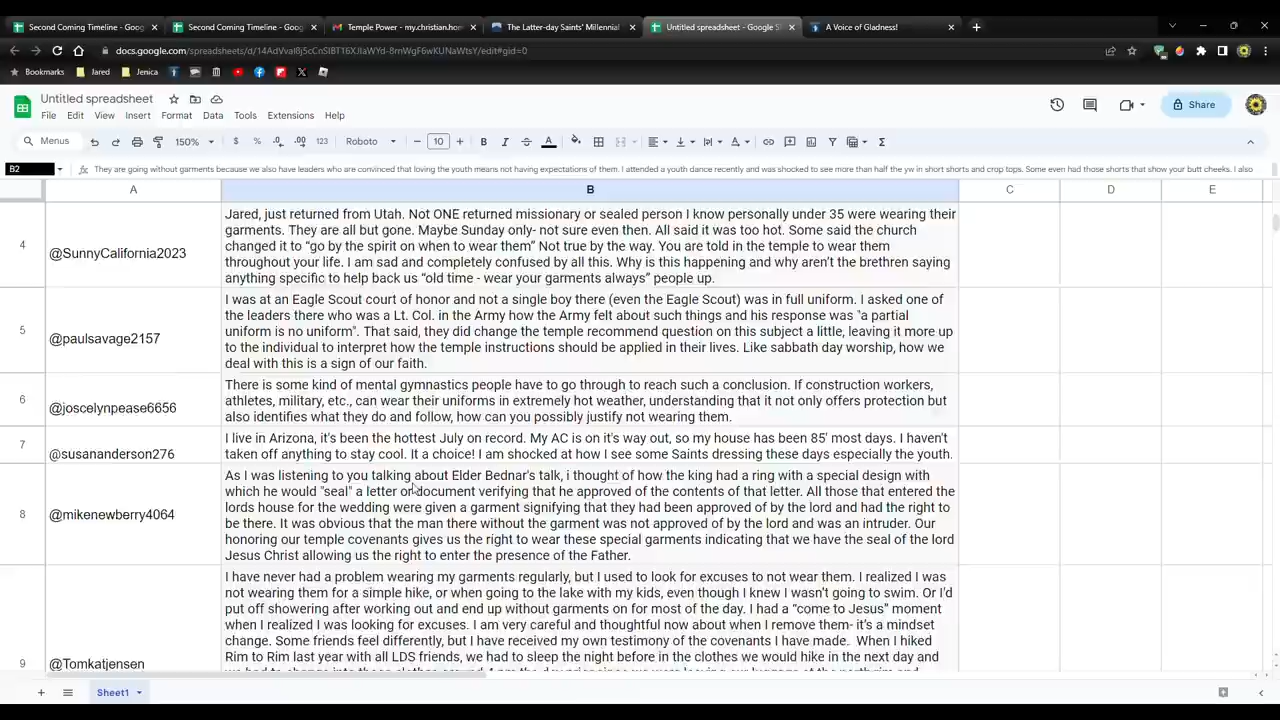 Second Coming Timeline - Goog
Second Coming Timeline - Goog
Temple Power - my.christian.ho
The Latter-day Saints' Millennial
Untitled spreadsheet - Google S
A Voice of Gladness!
Bookmarks Jared Jenica
Untitled spreadsheet
File Edit View Insert Format Data Tools Extensions Help
Share
Menus 150% $ % .0 .00 123 Roboto 10 B I A
B2 They are going without garments because we also have leaders who are convinced that loving the youth means not having expectations of them. I attended a youth dance recently and was shocked to see more than half the yw in short shorts and crop tops. Some even had those shorts that show your butt cheeks. I also
A B C D E
4 @SunnyCalifornia2023
Jared, just returned from Utah. Not ONE returned missionary or sealed person I know personally under 35 were wearing their
garments. They are all but gone. Maybe Sunday only- not sure even then. All said it was too hot. Some said the church
changed it to “go by the spirit on when to wear them” Not true by the way. You are told in the temple to wear them
throughout your life. I am sad and completely confused by all this. Why is this happening and why aren't the brethren saying
anything specific to help back us “old time - wear your garments always” people up.
5 @paulsavage2157
I was at an Eagle Scout court of honor and not a single boy there (even the Eagle Scout) was in full uniform. I asked one of
the leaders there who was a Lt. Col. in the Army how the Army felt about such things and his response was "a partial
uniform is no uniform". That said, they did change the temple recommend question on this subject a little, leaving it more up
to the individual to interpret how the temple instructions should be applied in their lives. Like sabbath day worship, how we
deal with this is a sign of our faith.
6 @joscelynpease6656
There is some kind of mental gymnastics people have to go through to reach such a conclusion. If construction workers,
athletes, military, etc., can wear their uniforms in extremely hot weather, understanding that it not only offers protection but
also identifies what they do and follow, how can you possibly justify not wearing them.
7 @susananderson276
I live in Arizona, it's been the hottest July on record. My AC is on it's way out, so my house has been 85' most days. I haven't
taken off anything to stay cool. It a choice! I am shocked at how I see some Saints dressing these days especially the youth.
8 @mikenewberry4064
As I was listening to you talking about Elder Bednar's talk, i thought of how the king had a ring with a special design with
which he would "seal" a letter or document verifying that he approved of the contents of that letter. All those that entered the
lords house for the wedding were given a garment signifying that they had been approved of by the lord and had the right to
be there. It was obvious that the man there without the garment was not approved of by the lord and was an intruder. Our
honoring our temple covenants gives us the right to wear these special garments indicating that we have the seal of the lord
Jesus Christ allowing us the right to enter the presence of the Father.
9 @Tomkatjensen
I have never had a problem wearing my garments regularly, but I used to look for excuses to not wear them. I realized I was
not wearing them for a simple hike, or when going to the lake with my kids, even though I knew I wasn't going to swim. Or I'd
put off showering after working out and end up without garments on for most of the day. I had a “come to Jesus” moment
when I realized I was looking for excuses. I am very careful and thoughtful now about when I remove them- it's a mindset
change. Some friends feel differently, but I have received my own testimony of the covenants I have made. When I hiked
Rim to Rim last year with all LDS friends, we had to sleep the night before in the clothes we would hike in the next day and
Sheet1